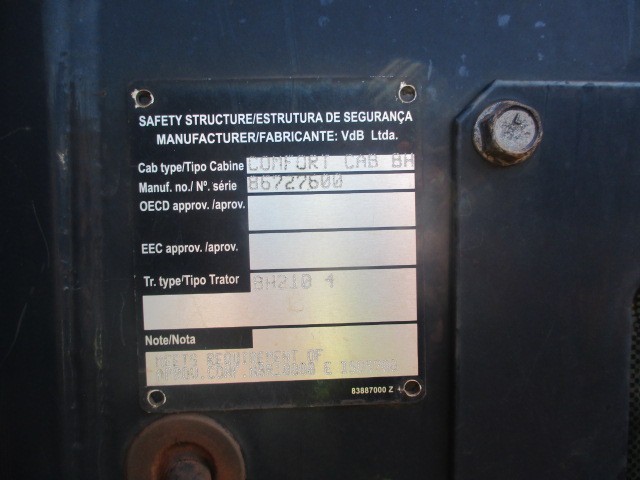 SAFETY STRUCTURE/ESTRUTURA DE SEGURANÇA
MANUFACTURER/FABRICANTE: VdB Ltda.
Cab type/Tipo Cabine COMFORT CAB BH
Manuf. no./ Nº. série 86727600
OECD approv. /aprov.
EEC approv. /aprov.
Tr. type/Tipo Trator BH210 4
Note/Nota
MEETS REQUIREMENT OF
83887000 Z